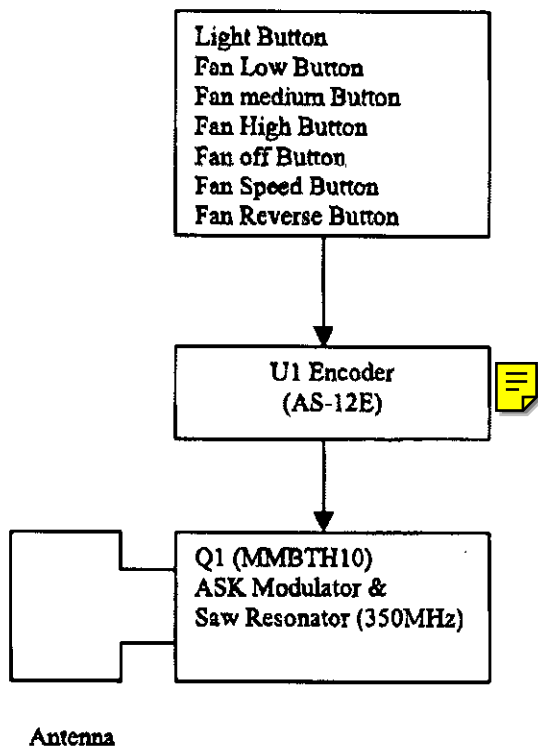 Light Button
Fan Low Button
Fan medium Button
Fan High Button
Fan off Button
Fan Speed Button
Fan Reverse Button
U1 Encoder
(AS-12E)
Q1 (MMBTH10)
ASK Modulator &
Saw Resonator (350MHz)
Antenna